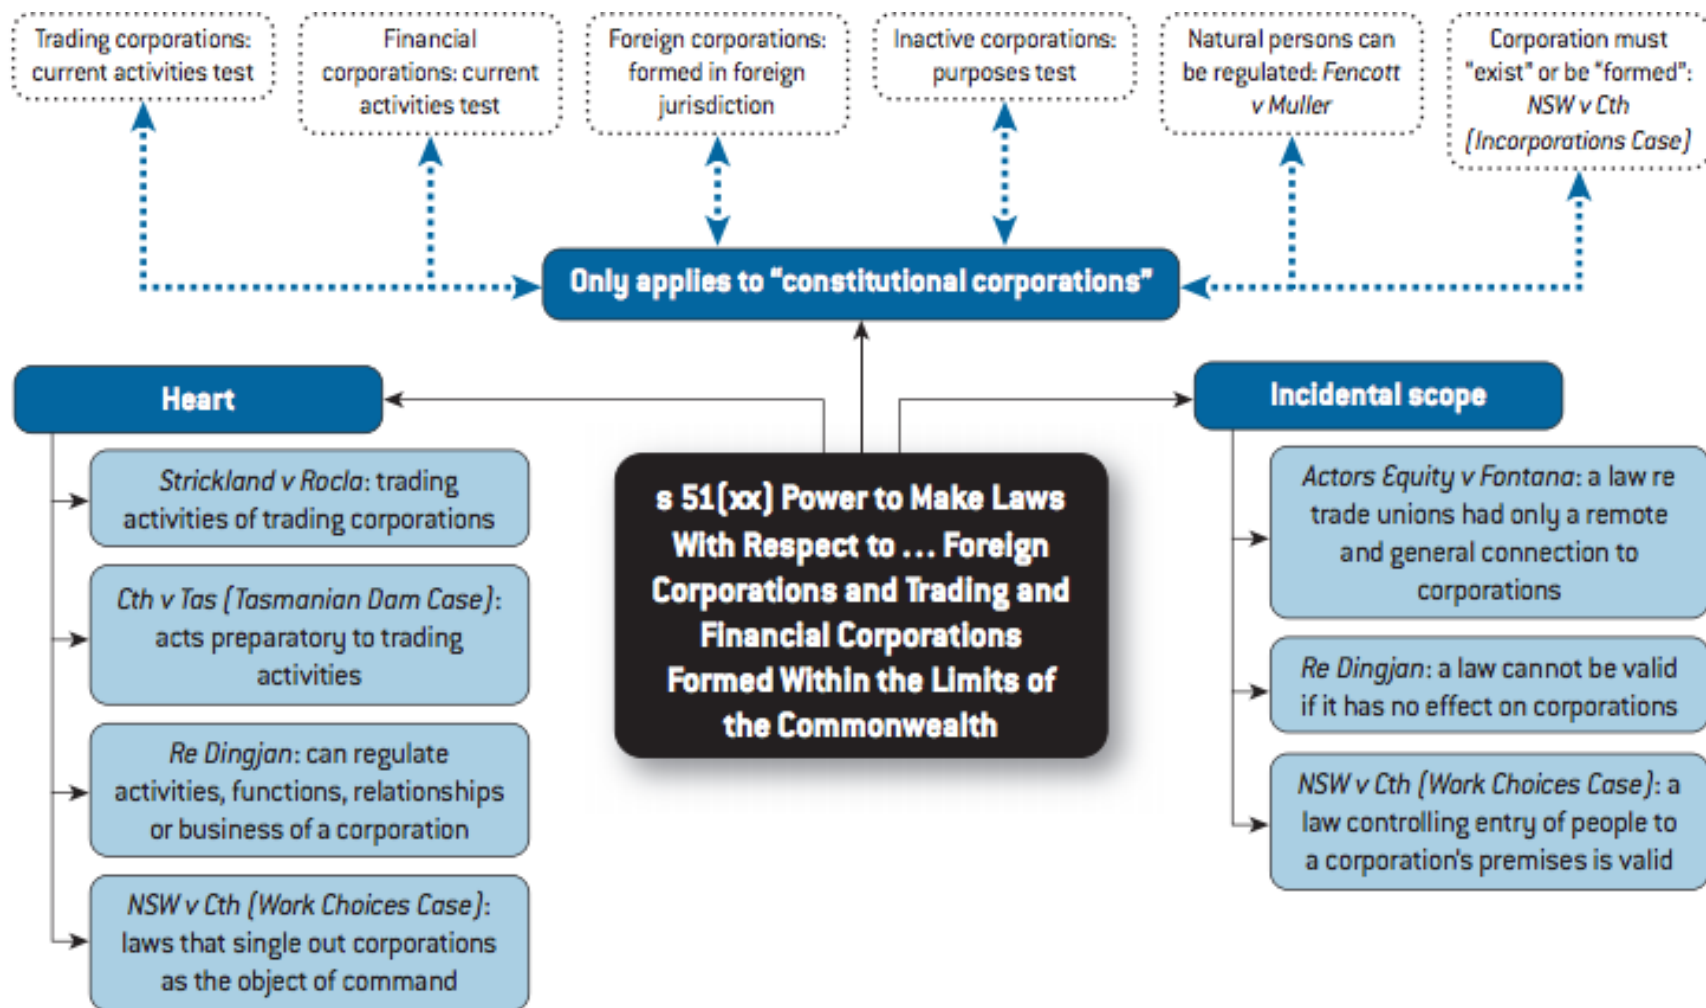 Trading corporations:
current activities test
Financial
corporations: current
activities test
Foreign corporations:
formed in foreign
jurisdiction
Inactive corporations:
purposes test
Natural persons can
be regulated: Fencott
v Muller
Corporation must
"exist" or be "formed":
NSW v Cth
(Incorporations Case)
Only applies to "constitutional corporations"
Heart
Strickland v Rocla: trading
activities of trading corporations
Cth v Tas (Tasmanian Dam Case):
acts preparatory to trading
activities
Re Dingjan: can regulate
activities, functions, relationships
or business of a corporation
NSW v Cth (Work Choices Case):
laws that single out corporations
as the object of command
s 51(xx) Power to Make Laws
With Respect to ... Foreign
Corporations and Trading and
Financial Corporations
Formed Within the Limits of
the Commonwealth
Incidental scope
Actors Equity v Fontana: a law re
trade unions had only a remote
and general connection to
corporations
Re Dingjan: a law cannot be valid
if it has no effect on corporations
NSW v Cth (Work Choices Case): a
law controlling entry of people to
a corporation's premises is valid